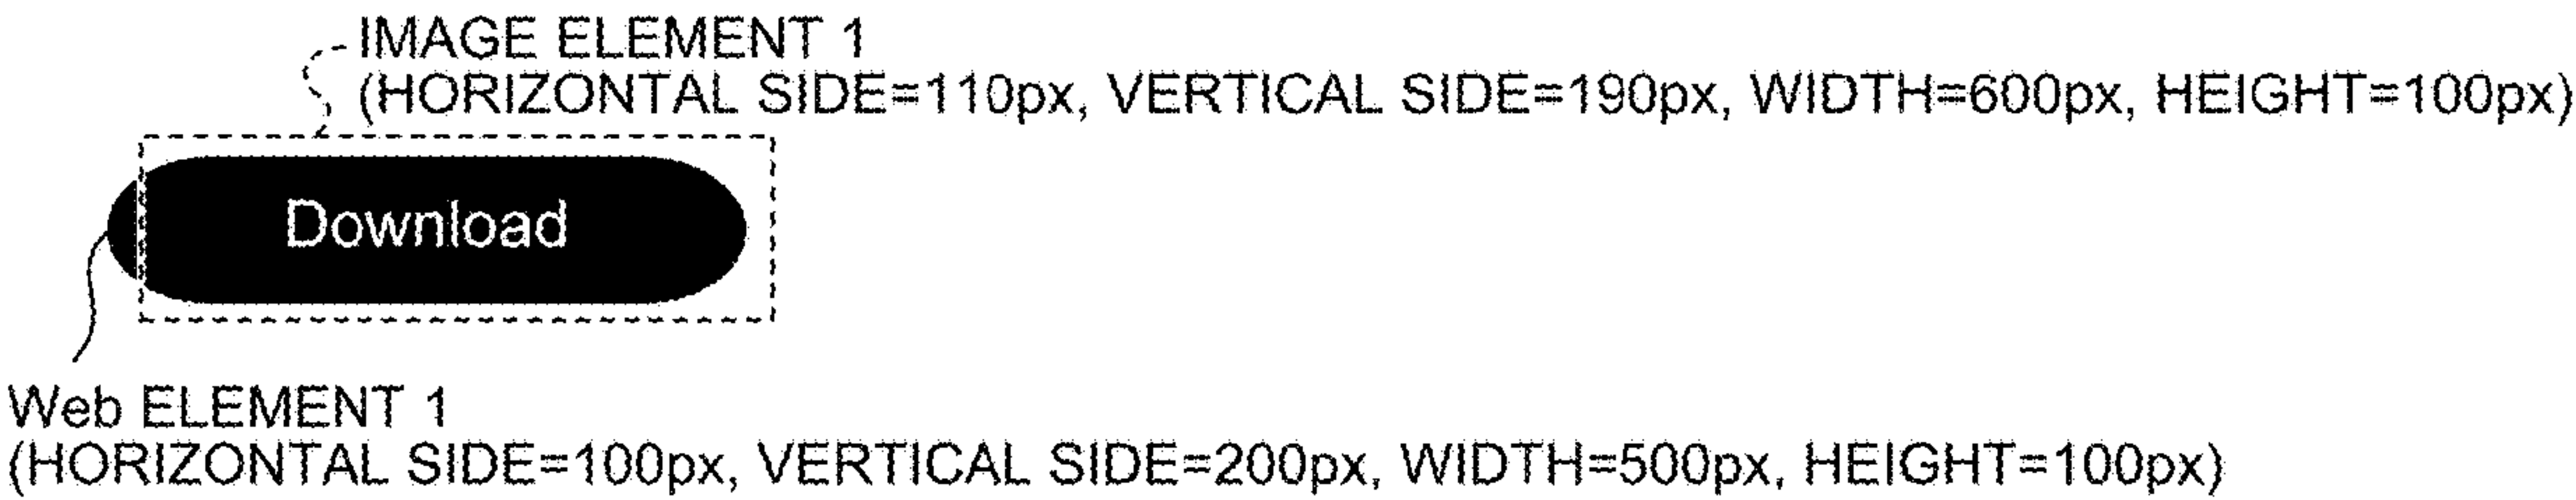 IMAGE ELEMENT 1
(HORIZONTAL SIDE=110px, VERTICAL SIDE=190px, WIDTH=600px, HEIGHT=100px)
Download
Web ELEMENT 1
(HORIZONTAL SIDE=100px, VERTICAL SIDE=200px, WIDTH=500px, HEIGHT=100px)